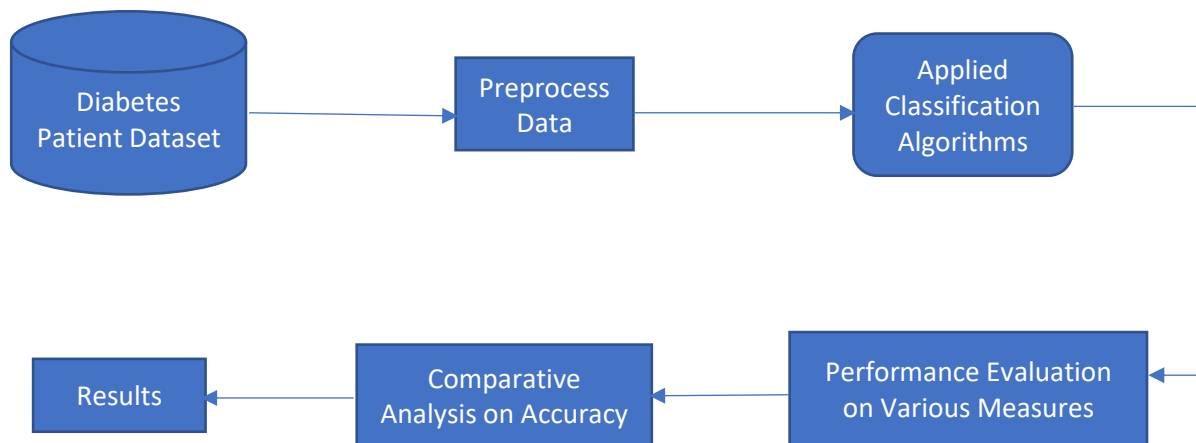 Diabetes
Patient Dataset
Preprocess
Data
Applied
Classification
Algorithms
Performance Evaluation
on Various Measures
Comparative
Analysis on Accuracy
Results